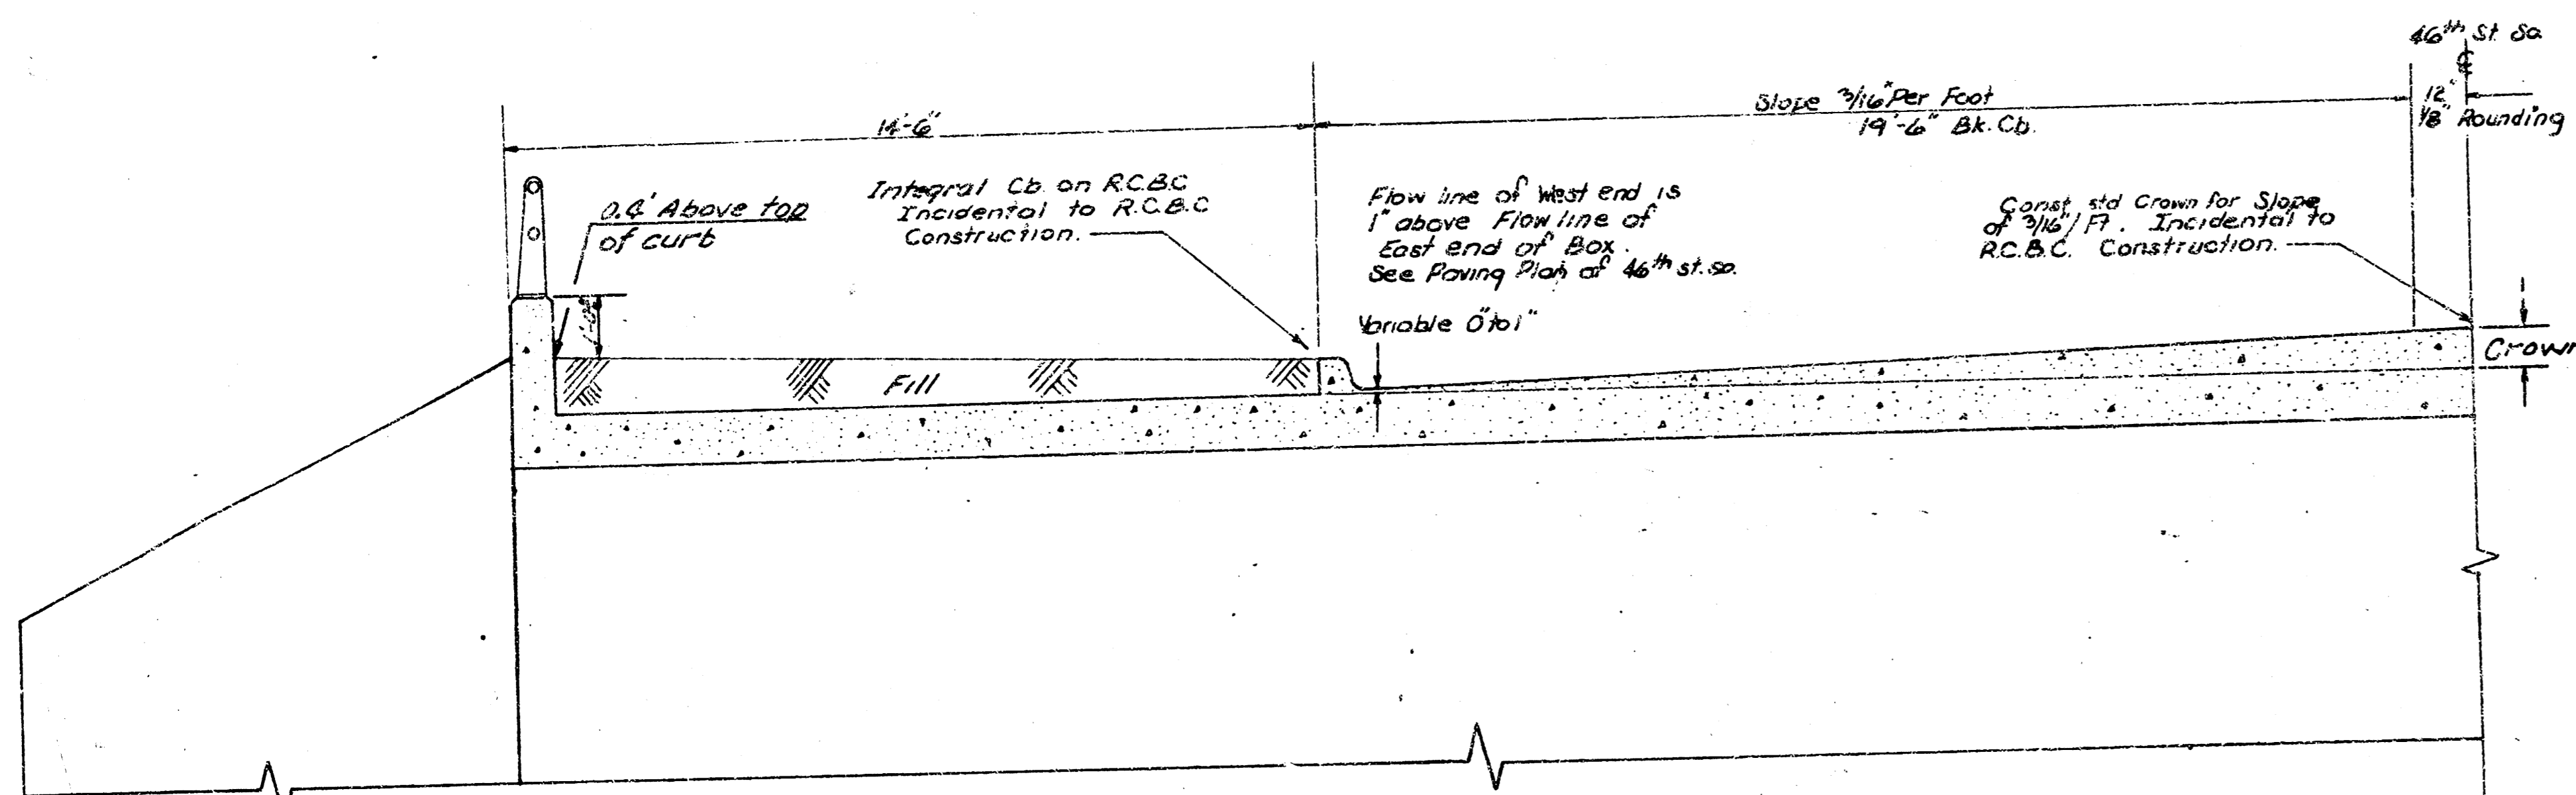 46th St. So.
℄
Slope 3/16" Per Foot
19'-6" Bk. Cb.
12"
1/8" Rounding
14'-6"
0.4' Above top
of curb
Integral Cb. on R.C.B.C
Incidental to R.C.B.C
Construction.
Flow line of West end is
1" above Flow line of
East end of Box.
See Paving Plan of 46th st. so.
Variable 0" to 1"
Const. std Crown for Slope
of 3/16"/Ft. Incidental to
R.C.B.C. Construction.
Crown
Fill